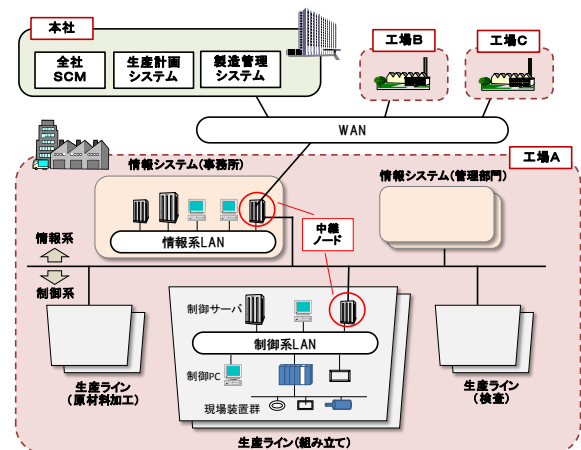 本社
全社
SCM
生産計画
システム
製造管理
システム
工場B
工場C
WAN
工場A
情報システム(事務所)
情報システム(管理部門)
中継
ノード
情報系LAN
情報系
制御系
制御サーバ
制御系LAN
制御PC
現場装置群
生産ライン
(原材料加工)
生産ライン
(検査)
生産ライン(組み立て)